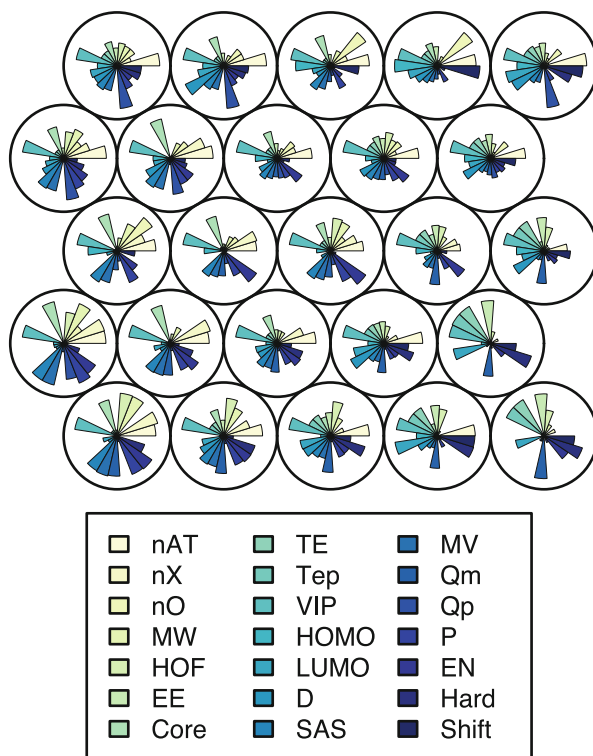 nAT TE MV
nX Tep Qm
nO VIP Qp
MW HOMO P
HOF LUMO EN
EE D Hard
Core SAS Shift